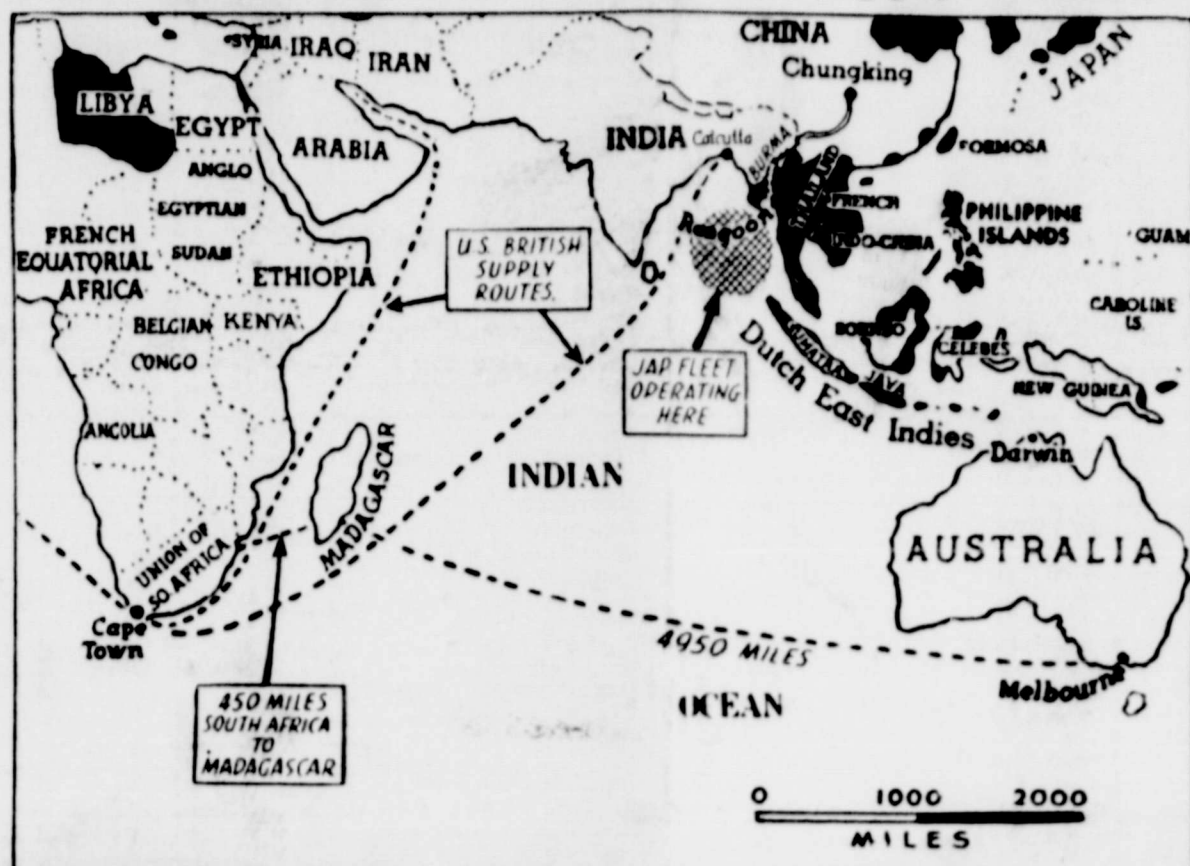 SYRIA
IRAQ
IRAN
CHINA
Chungking
JAPAN
LIBYA
EGYPT
ARABIA
INDIA
Calcutta
BURMA
FORMOSA
ANGLO
EGYPTIAN
SUDAN
FRENCH
EQUATORIAL
AFRICA
ETHIOPIA
U.S. BRITISH
SUPPLY
ROUTES.
Rangoon
THAILAND
FRENCH
INDO-CHINA
PHILIPPINE
ISLANDS
GUAM
CAROLINE
IS.
BELGIAN
CONGO
KENYA
JAP FLEET
OPERATING
HERE
BORNEO
CELEBES
SUMATRA
JAVA
NEW GUINEA
Dutch East Indies
Darwin
ANGOLIA
INDIAN
MADAGASCAR
AUSTRALIA
UNION OF
SO AFRICA
Cape
Town
4950 MILES
Melbourne
OCEAN
450 MILES
SOUTH AFRICA
TO
MADAGASCAR
0 1000 2000
MILES